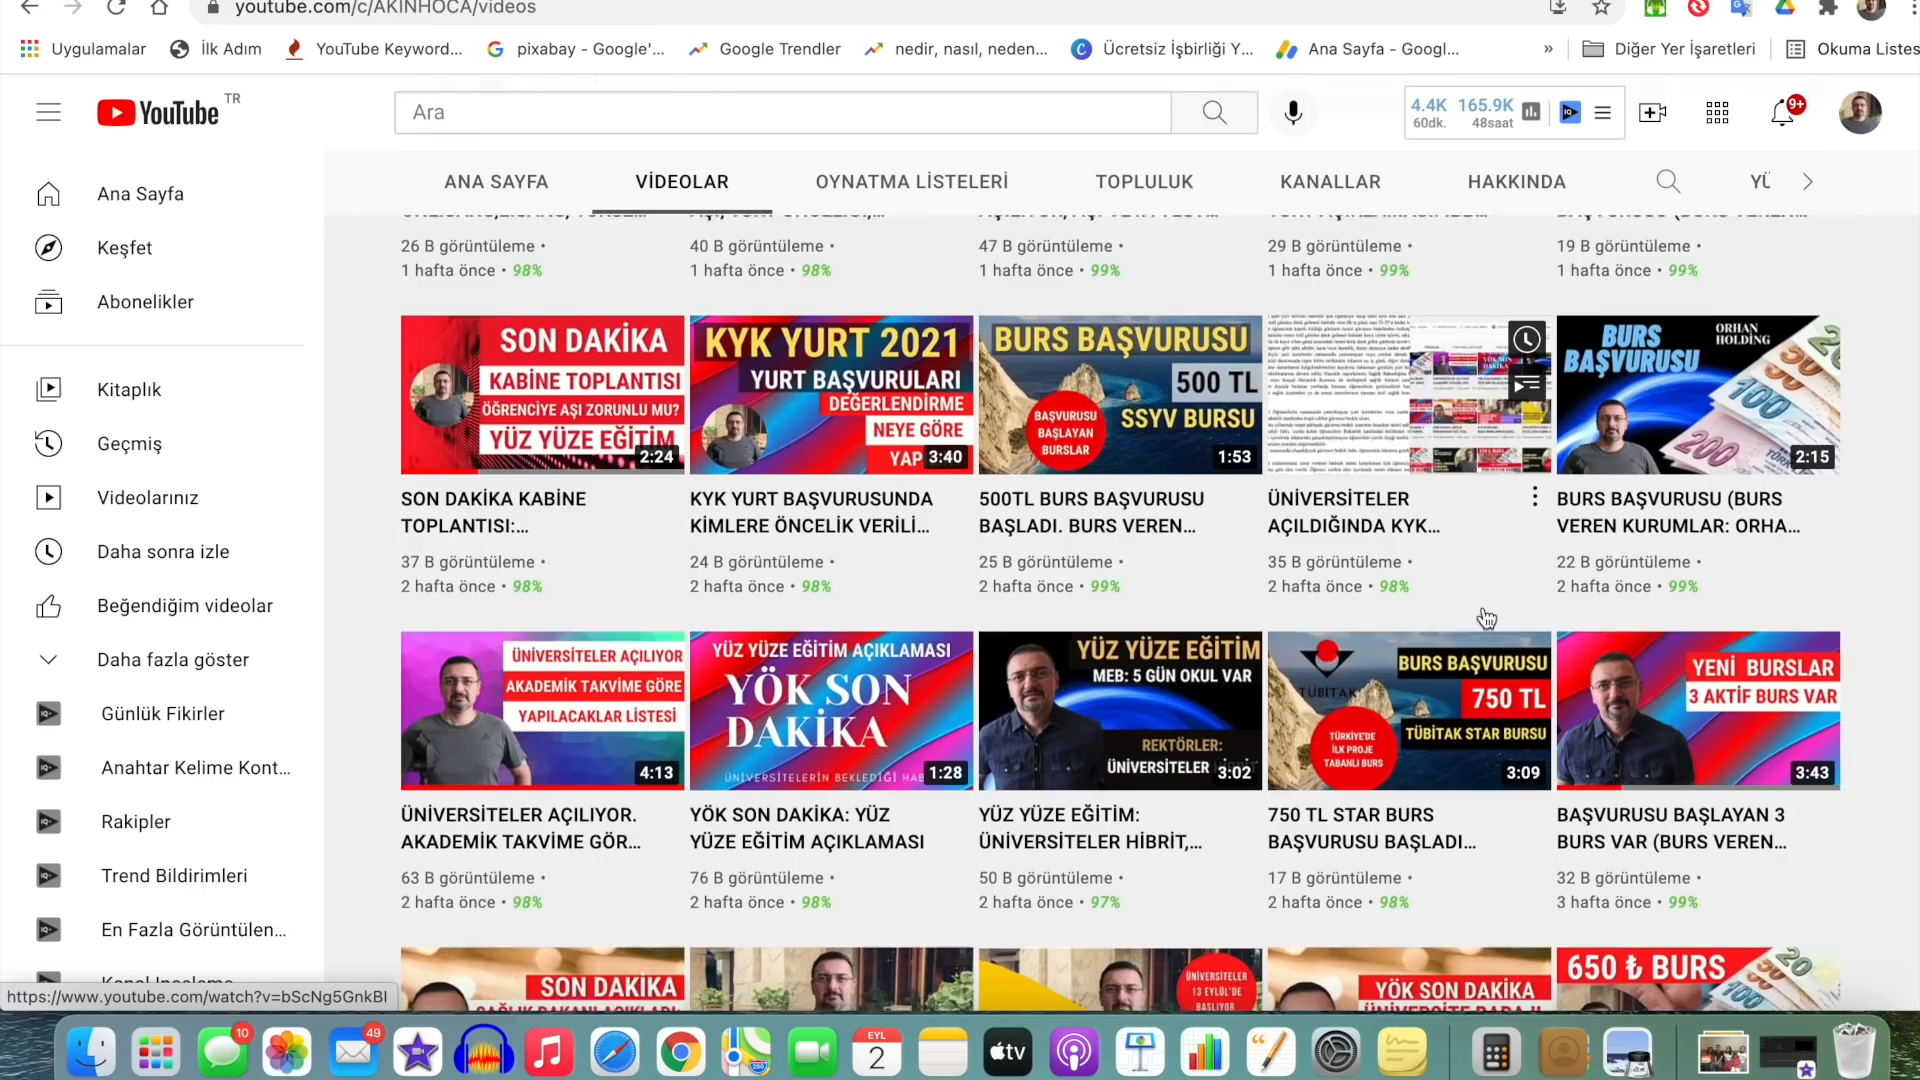 youtube.com/c/AKINHOCA/videos
Uygulamalar
İlk Adım
YouTube Keyword...
pixabay - Google'...
Google Trendler
nedir, nasıl, neden...
Ücretsiz İşbirliği Y...
Ana Sayfa - Googl...
»
Diğer Yer İşaretleri
Okuma Listes
YouTube TR
Ara
4.4K 165.9K
60dk. 48saat
9+
ANA SAYFA
VİDEOLAR
OYNATMA LİSTELERİ
TOPLULUK
KANALLAR
HAKKINDA
Ana Sayfa
Keşfet
Abonelikler
Kitaplık
Geçmiş
Videolarınız
Daha sonra izle
Beğendiğim videolar
Daha fazla göster
Günlük Fikirler
Anahtar Kelime Kont...
Rakipler
Trend Bildirimleri
En Fazla Görüntülen...
26 B görüntüleme •
1 hafta önce • 98%
40 B görüntüleme •
1 hafta önce • 98%
47 B görüntüleme •
1 hafta önce • 99%
29 B görüntüleme •
1 hafta önce • 99%
19 B görüntüleme •
1 hafta önce • 99%
SON DAKİKA
KABİNE TOPLANTISI
ÖĞRENCİYE AŞI ZORUNLU MU?
YÜZ YÜZE EĞİTİM
2:24
SON DAKİKA KABİNE
TOPLANTISI:...
37 B görüntüleme •
2 hafta önce • 98%
KYK YURT 2021
YURT BAŞVURULARI
DEĞERLENDİRME
NEYE GÖRE
YAP
3:40
KYK YURT BAŞVURUSUNDA
KİMLERE ÖNCELİK VERİLİ...
24 B görüntüleme •
2 hafta önce • 98%
BURS BAŞVURUSU
500 TL
SSYV BURSU
BAŞVURUSU
BAŞLAYAN
BURSLAR
1:53
500TL BURS BAŞVURUSU
BAŞLADI. BURS VEREN...
25 B görüntüleme •
2 hafta önce • 99%
ÜNİVERSİTELER
AÇILDIĞINDA KYK...
35 B görüntüleme •
2 hafta önce • 98%
BURS
BAŞVURUSU
ORHAN
HOLDİNG
2:15
BURS BAŞVURUSU (BURS
VEREN KURUMLAR: ORHA...
22 B görüntüleme •
2 hafta önce • 99%
ÜNİVERSİTELER AÇILIYOR
AKADEMİK TAKVİME GÖRE
YAPILACAKLAR LİSTESİ
4:13
ÜNİVERSİTELER AÇILIYOR.
AKADEMİK TAKVİME GÖR...
63 B görüntüleme •
2 hafta önce • 98%
YÜZ YÜZE EĞİTİM AÇIKLAMASI
YÖK SON
DAKİKA
ÜNİVERSİTELERİN BEKLEDİĞİ HAB
1:28
YÖK SON DAKİKA: YÜZ
YÜZE EĞİTİM AÇIKLAMASI
76 B görüntüleme •
2 hafta önce • 98%
YÜZ YÜZE EĞİTİM
MEB: 5 GÜN OKUL VAR
REKTÖRLER:
ÜNİVERSİTELER
3:02
YÜZ YÜZE EĞİTİM:
ÜNİVERSİTELER HİBRİT,...
50 B görüntüleme •
2 hafta önce • 97%
TÜBİTAK
BURS BAŞVURUSU
750 TL
TÜBİTAK STAR BURSU
TÜRKİYE'DE
İLK PROJE
TABANLI BURS
3:09
750 TL STAR BURS
BAŞVURUSU BAŞLADI...
17 B görüntüleme •
2 hafta önce • 98%
YENİ BURSLAR
3 AKTİF BURS VAR
3:43
BAŞVURUSU BAŞLAYAN 3
BURS VAR (BURS VEREN...
32 B görüntüleme •
3 hafta önce • 99%
SON DAKİKA
ÜNİVERSİTELER
13 EYLÜL'DE
BAŞLIYOR
YÖK SON DAKİKA
650 ₺ BURS
https://www.youtube.com/watch?v=bScNg5GnkBI
10
49
EYL
2
tv